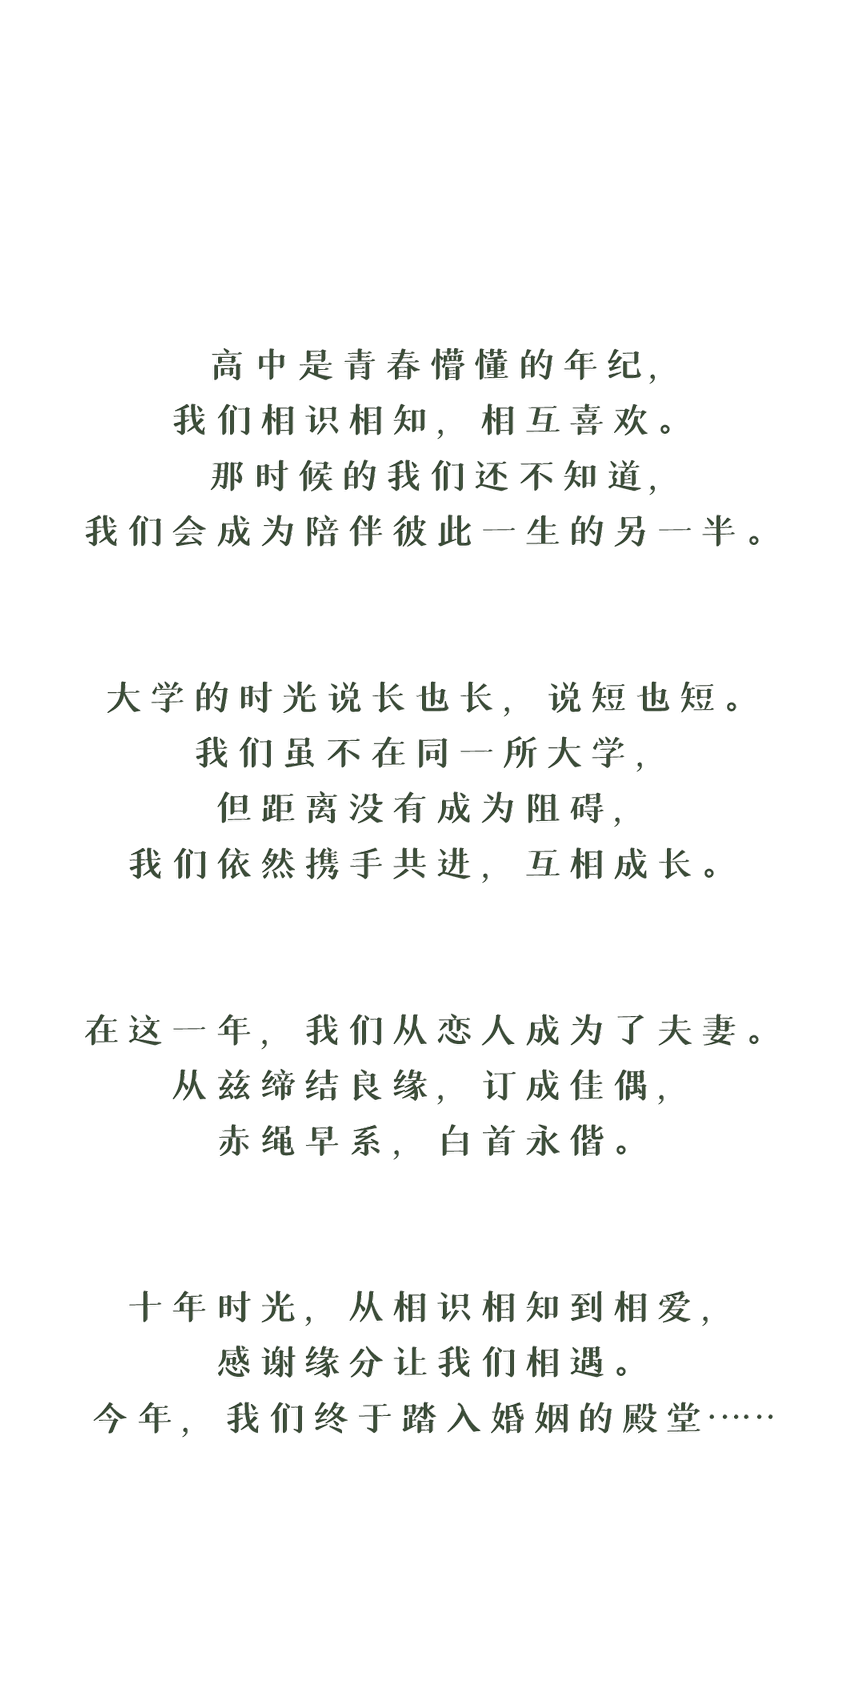 高中是青春懵懂的年纪,
我们相识相知, 相互喜欢。
那时候的我们还不知道,
我们会成为陪伴彼此一生的另一半。
大学的时光说长也长, 说短也短。
我们虽不在同一所大学,
但距离没有成为阻碍,
我们依然携手共进, 互相成长。
在这一年, 我们从恋人成为了夫妻。
从兹缔结良缘, 订成佳偶,
赤绳早系, 白首永偕。
十年时光, 从相识相知到相爱,
感谢缘分让我们相遇。
今年, 我们终于踏入婚姻的殿堂……